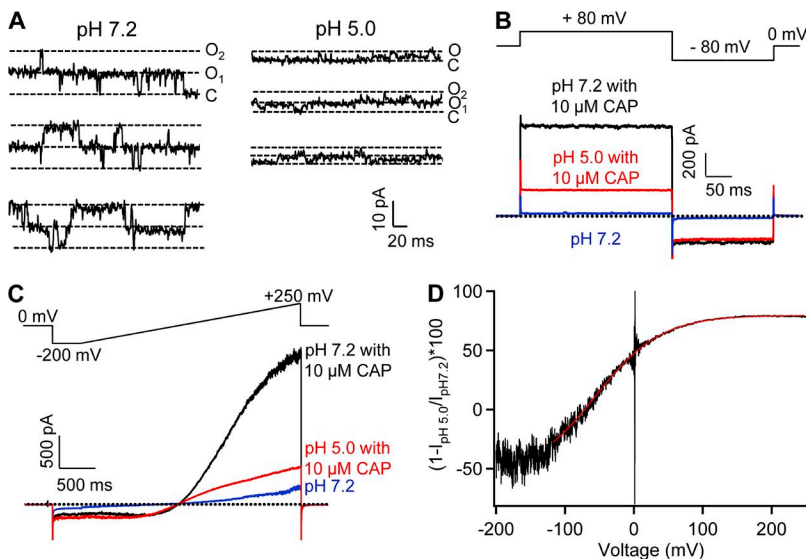 A
pH 7.2
pH 5.0
O2
O1
C
O
C
O2
O1
C
10 pA
20 ms
B
+ 80 mV
0 mV
- 80 mV
pH 7.2 with
10 µM CAP
pH 5.0 with
10 µM CAP
pH 7.2
200 pA
50 ms
C
0 mV
+250 mV
-200 mV
pH 7.2 with
10 µM CAP
500 pA
500 ms
pH 5.0 with
10 µM CAP
pH 7.2
D
(1-IpH 5.0/IpH7.2)*100
100
50
0
-50
-200 -100 0 100 200
Voltage (mV)